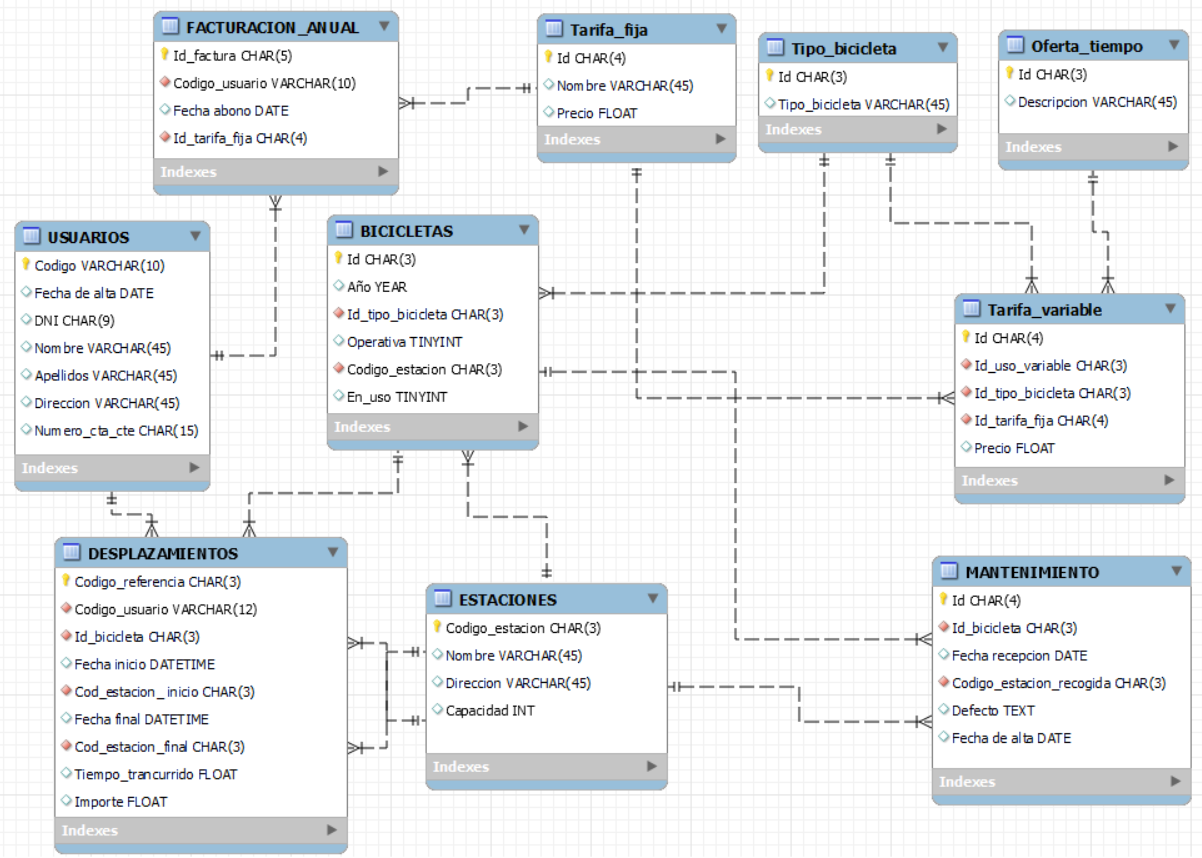 FACTURACION_ANUAL
Id_factura CHAR(5)
Codigo_usuario VARCHAR(10)
Fecha abono DATE
Id_tarifa_fija CHAR(4)
Indexes
Tarifa_fija
Id CHAR(4)
Nombre VARCHAR(45)
Precio FLOAT
Indexes
Tipo_bicicleta
Id CHAR(3)
Tipo_bicicleta VARCHAR(45)
Indexes
Oferta_tiempo
Id CHAR(3)
Descripcion VARCHAR(45)
Indexes
USUARIOS
Codigo VARCHAR(10)
Fecha de alta DATE
DNI CHAR(9)
Nombre VARCHAR(45)
Apellidos VARCHAR(45)
Direccion VARCHAR(45)
Numero_cta_cte CHAR(15)
Indexes
BICICLETAS
Id CHAR(3)
Año YEAR
Id_tipo_bicicleta CHAR(3)
Operativa TINYINT
Codigo_estacion CHAR(3)
En_uso TINYINT
Indexes
Tarifa_variable
Id CHAR(4)
Id_uso_variable CHAR(3)
Id_tipo_bicicleta CHAR(3)
Id_tarifa_fija CHAR(4)
Precio FLOAT
Indexes
DESPLAZAMIENTOS
Codigo_referencia CHAR(3)
Codigo_usuario VARCHAR(12)
Id_bicicleta CHAR(3)
Fecha inicio DATETIME
Cod_estacion_ inicio CHAR(3)
Fecha final DATETIME
Cod_estacion_final CHAR(3)
Tiempo_trancurrido FLOAT
Importe FLOAT
Indexes
ESTACIONES
Codigo_estacion CHAR(3)
Nombre VARCHAR(45)
Direccion VARCHAR(45)
Capacidad INT
Indexes
MANTENIMIENTO
Id CHAR(4)
Id_bicicleta CHAR(3)
Fecha recepcion DATE
Codigo_estacion_recogida CHAR(3)
Defecto TEXT
Fecha de alta DATE
Indexes